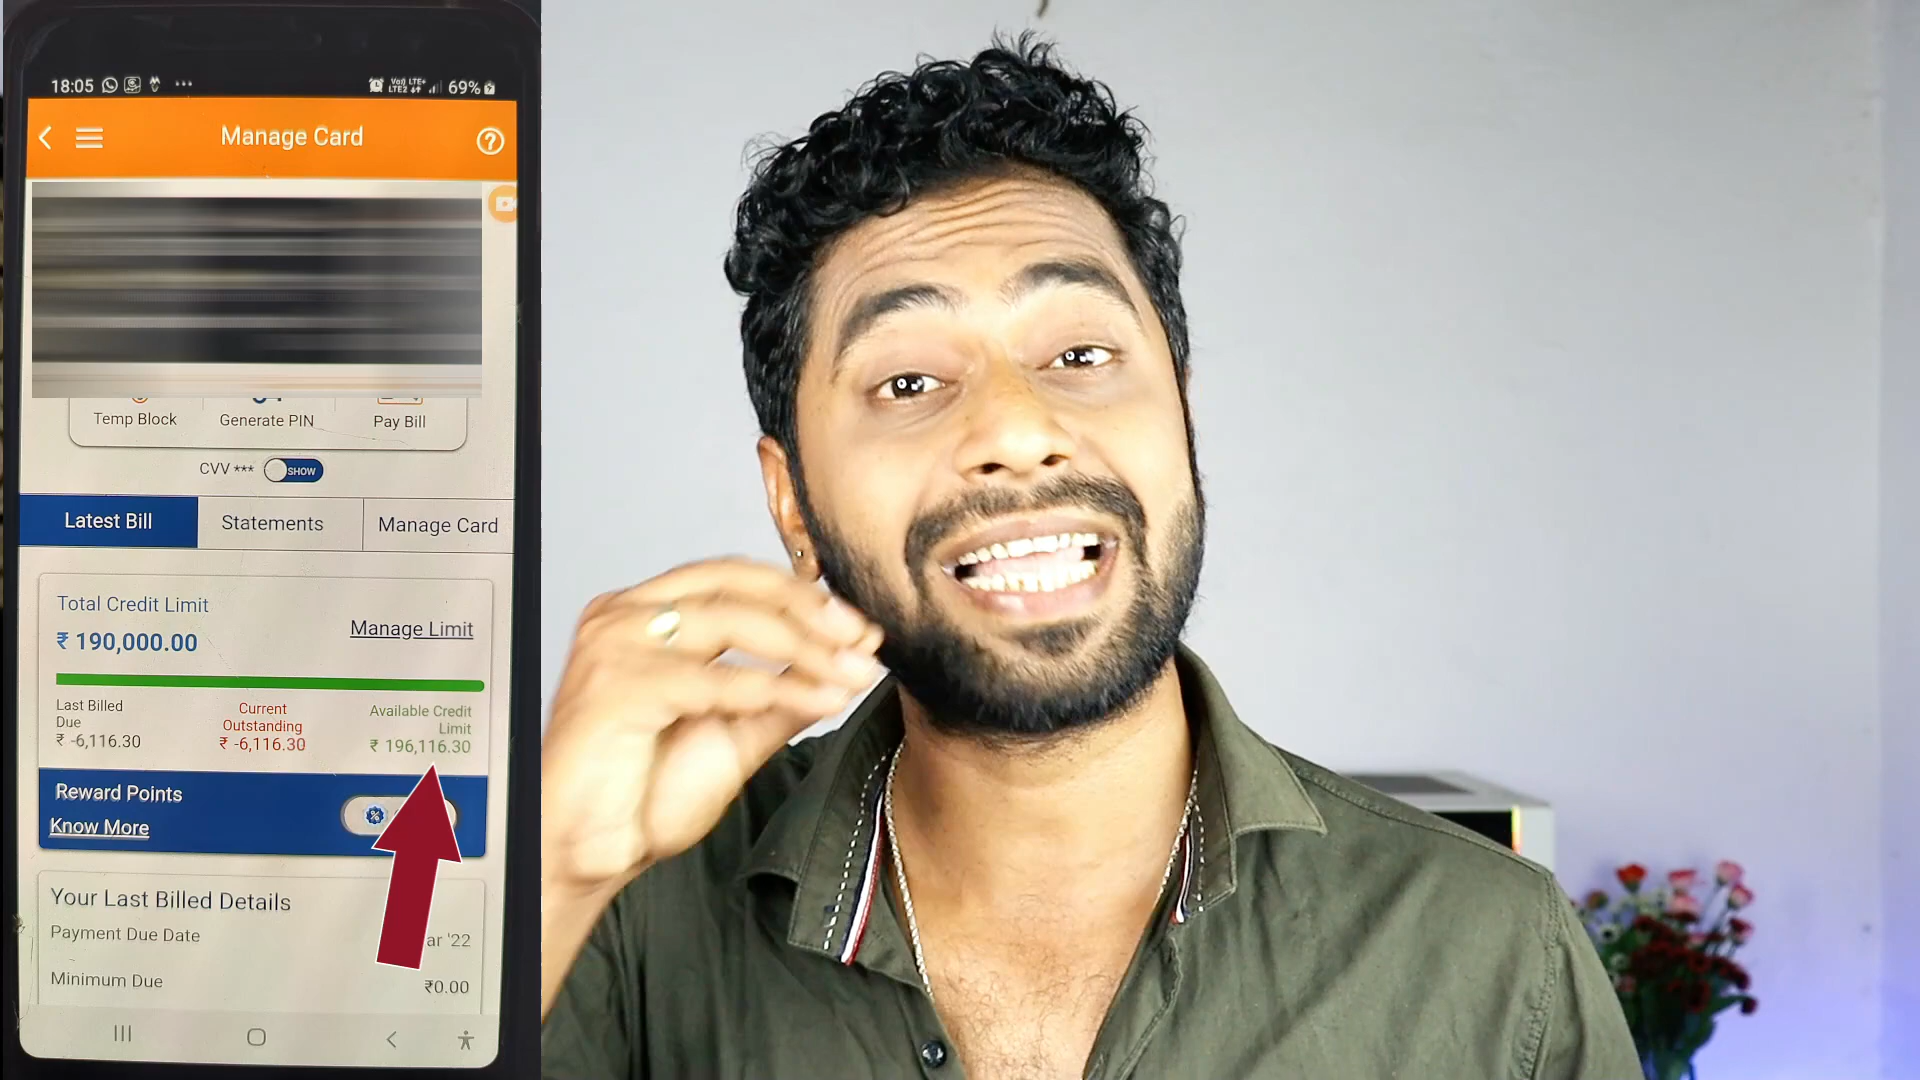 18:05
Vo)) LTE+
LTE2
69%
Manage Card
Temp Block
Generate PIN
Pay Bill
CVV ***
SHOW
Latest Bill
Statements
Manage Card
Total Credit Limit
₹ 190,000.00
Manage Limit
Last Billed
Due
₹ -6,116.30
Current
Outstanding
₹ -6,116.30
Available Credit
Limit
₹ 196,116.30
Reward Points
Know More
Your Last Billed Details
Payment Due Date
ar '22
Minimum Due
₹0.00